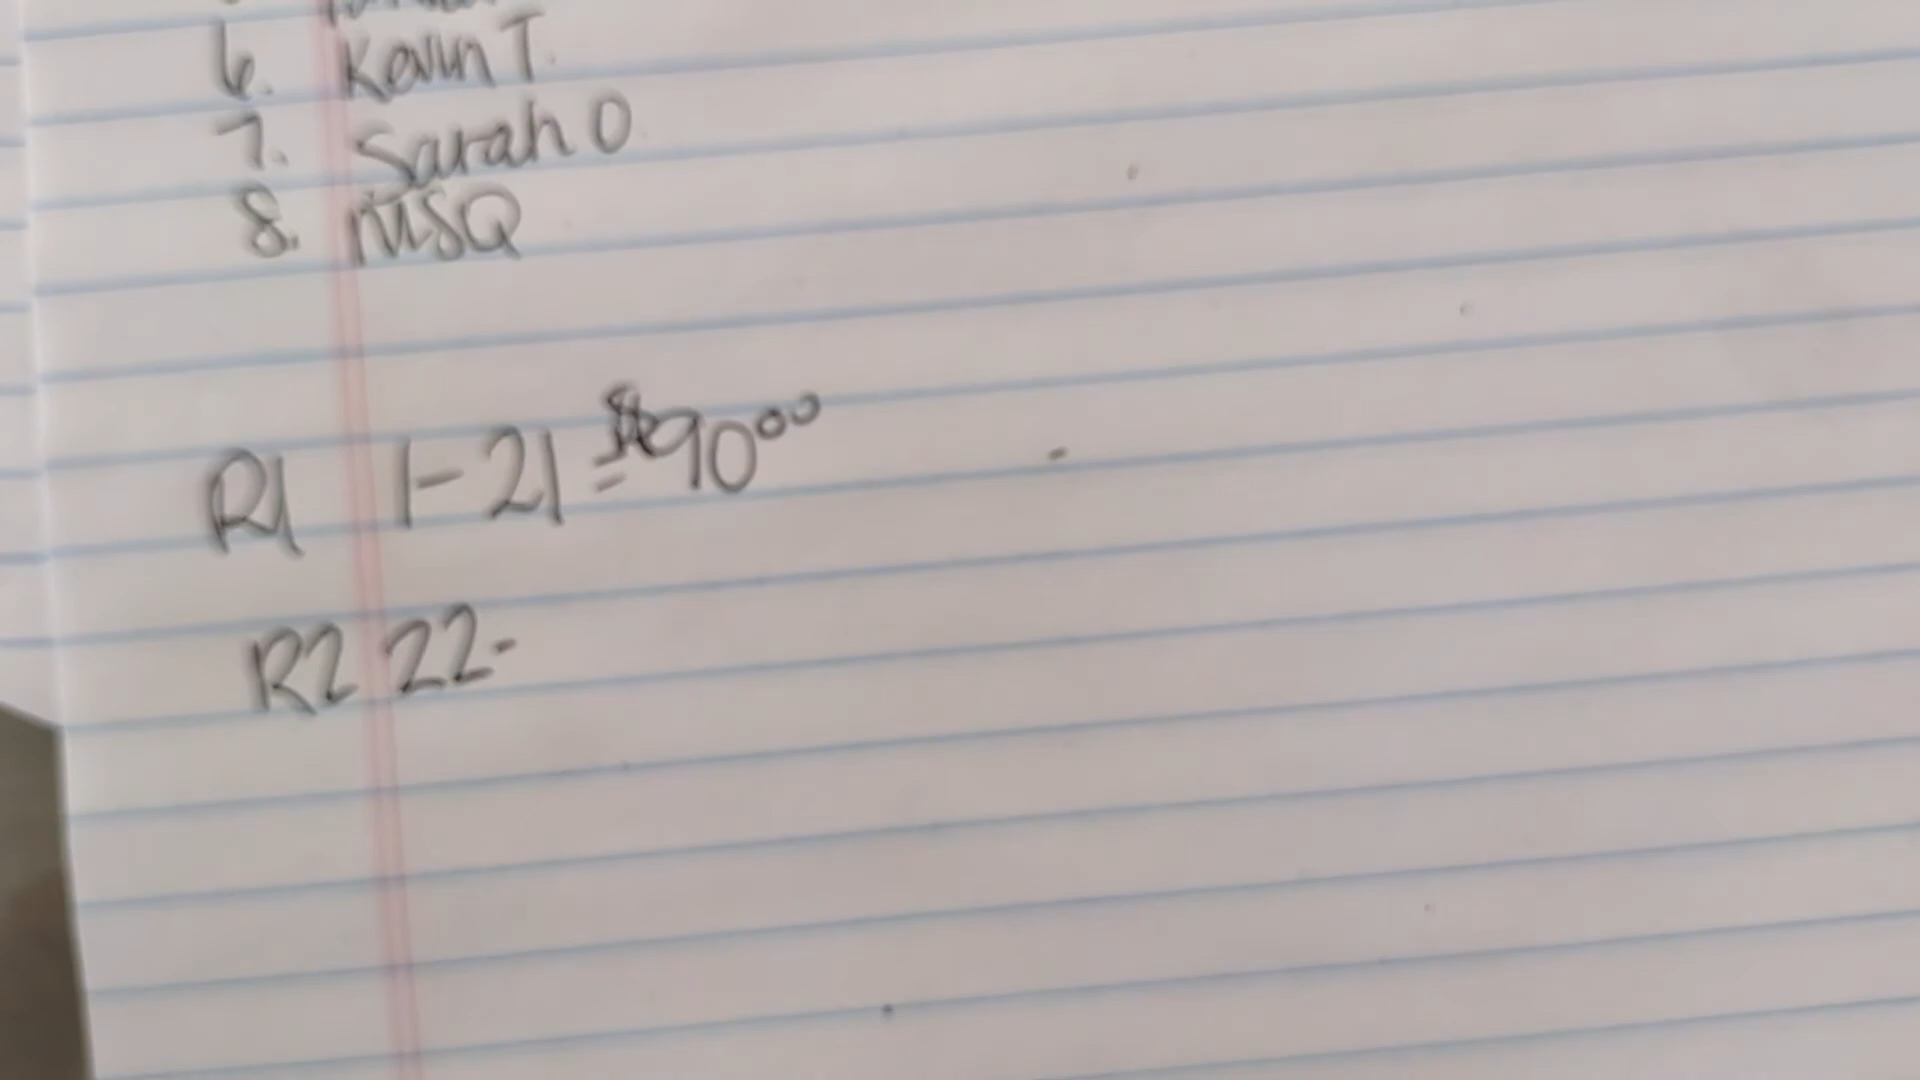 6. Kevin T.
7. Sarah O
8. MSQ
R1 1-21 = $90⁰⁰
R2 22-